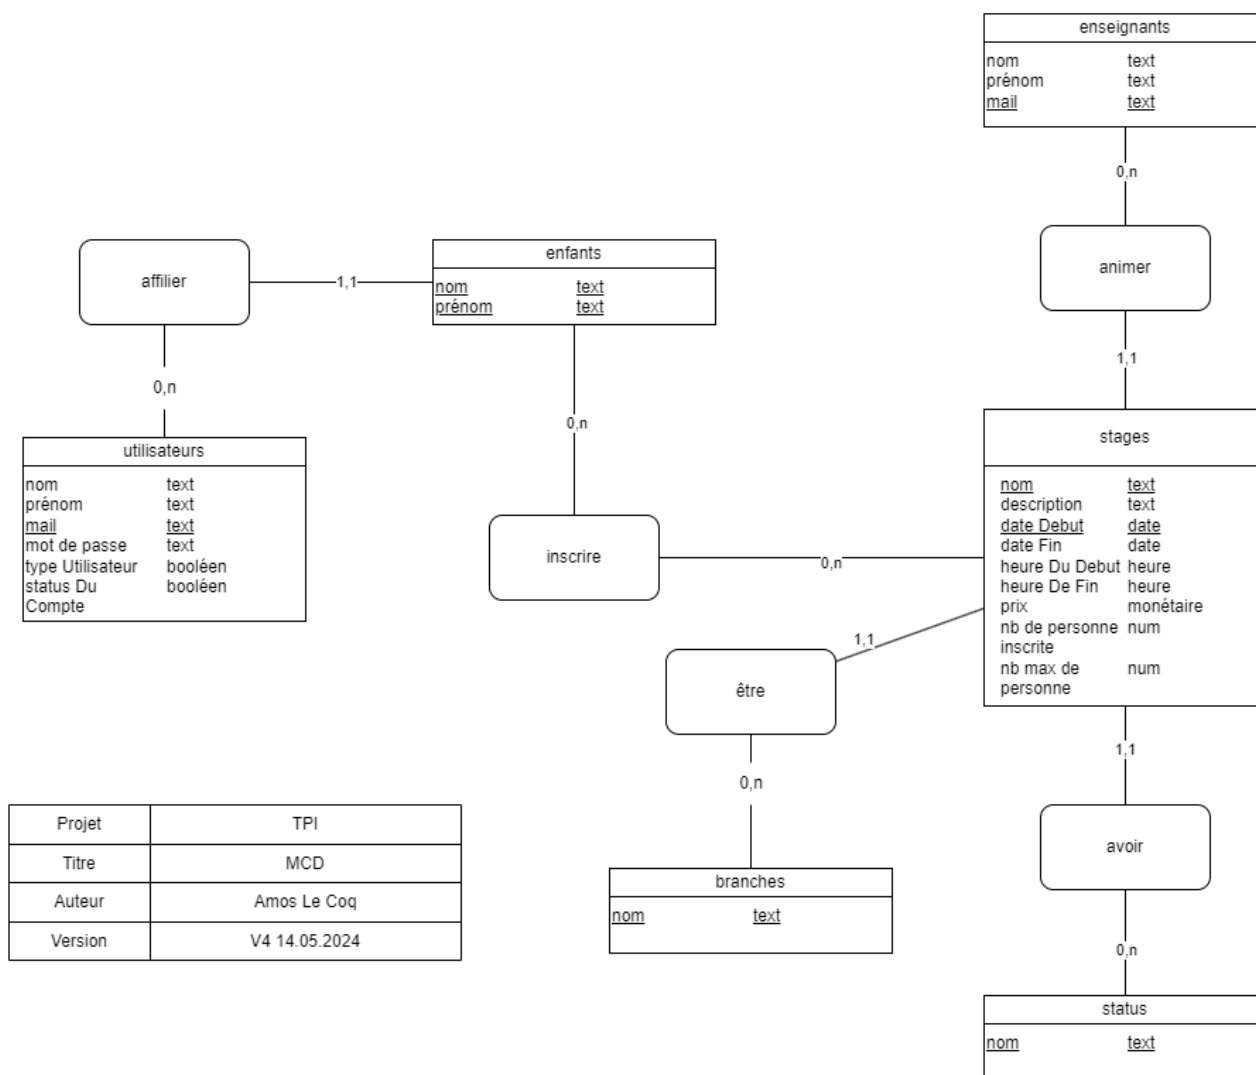 enseignants
nom text
prénom text
mail text
0,n
animer
1,1
affilier
1,1
enfants
nom text
prénom text
0,n
0,n
utilisateurs
nom text
prénom text
mail text
mot de passe text
type Utilisateur booléen
status Du booléen
Compte
inscrire
0,n
stages
nom text
description text
date Debut date
date Fin date
heure Du Debut heure
heure De Fin heure
prix monétaire
nb de personne num
inscrite
nb max de num
personne
1,1
être
0,n
branches
nom text
1,1
avoir
0,n
status
nom text
Projet TPI
Titre MCD
Auteur Amos Le Coq
Version V4 14.05.2024